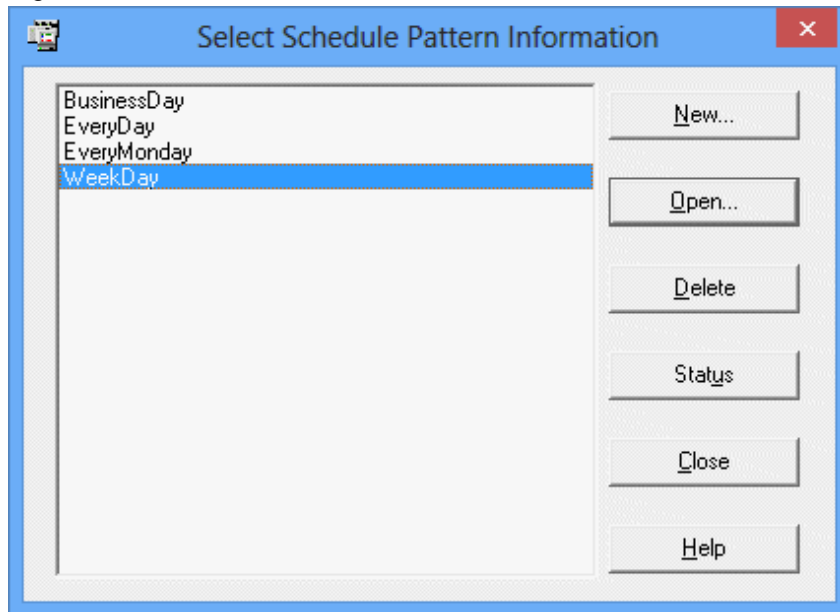 Select Schedule Pattern Information
BusinessDay
EveryDay
EveryMonday
WeekDay
New...
Open...
Delete
Status
Close
Help